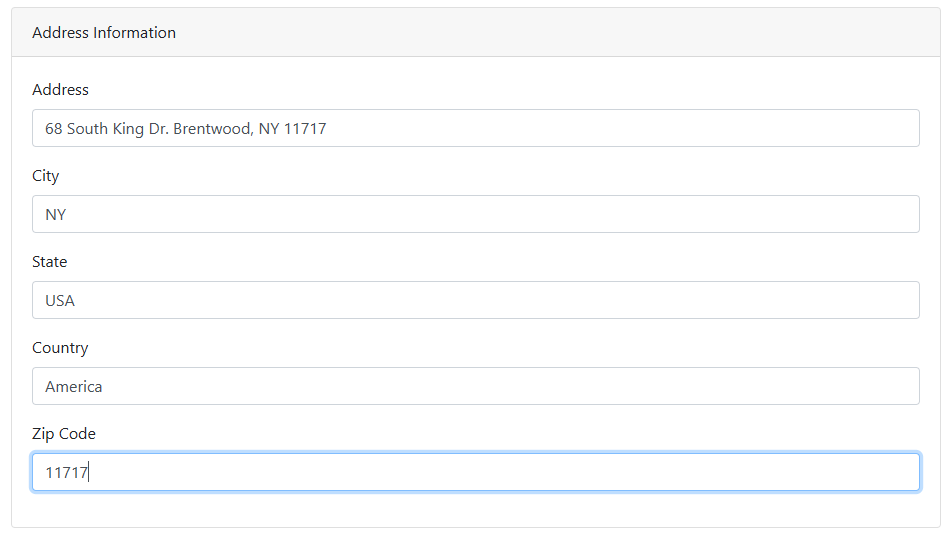 Address Information
Address
68 South King Dr. Brentwood, NY 11717
City
NY
State
USA
Country
America
Zip Code
11717